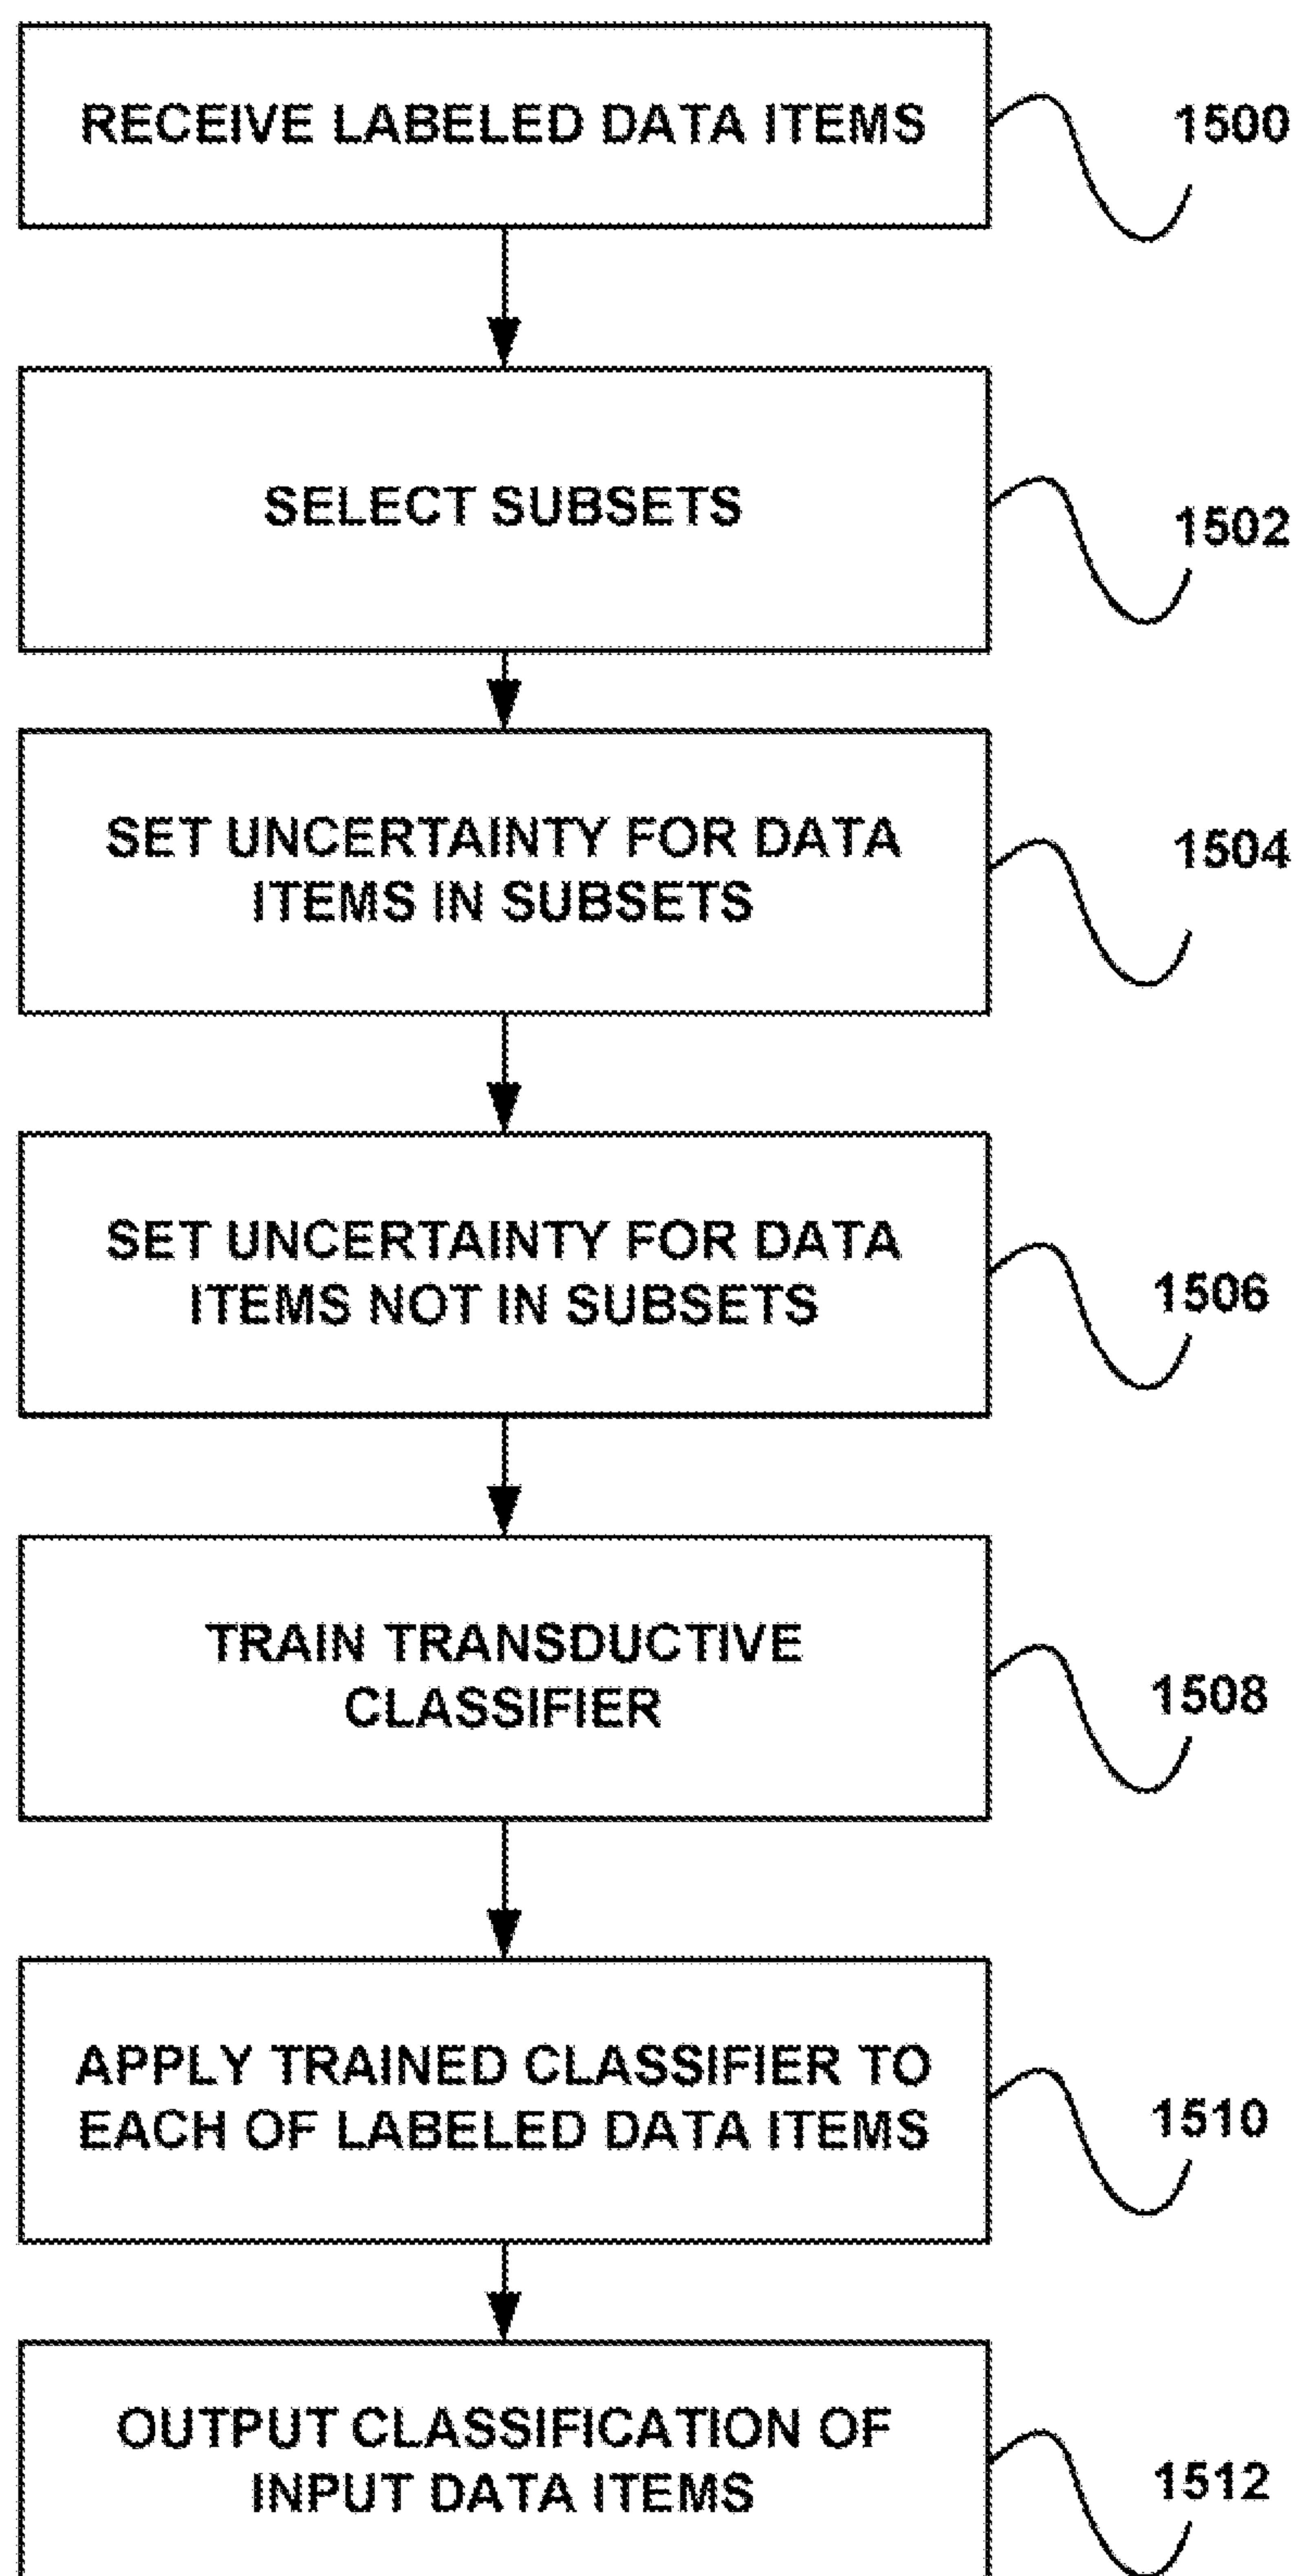 RECEIVE LABELED DATA ITEMS
1500
SELECT SUBSETS
1502
SET UNCERTAINTY FOR DATA
ITEMS IN SUBSETS
1504
SET UNCERTAINTY FOR DATA
ITEMS NOT IN SUBSETS
1506
TRAIN TRANSDUCTIVE
CLASSIFIER
1508
APPLY TRAINED CLASSIFIER TO
EACH OF LABELED DATA ITEMS
1510
OUTPUT CLASSIFICATION OF
INPUT DATA ITEMS
1512